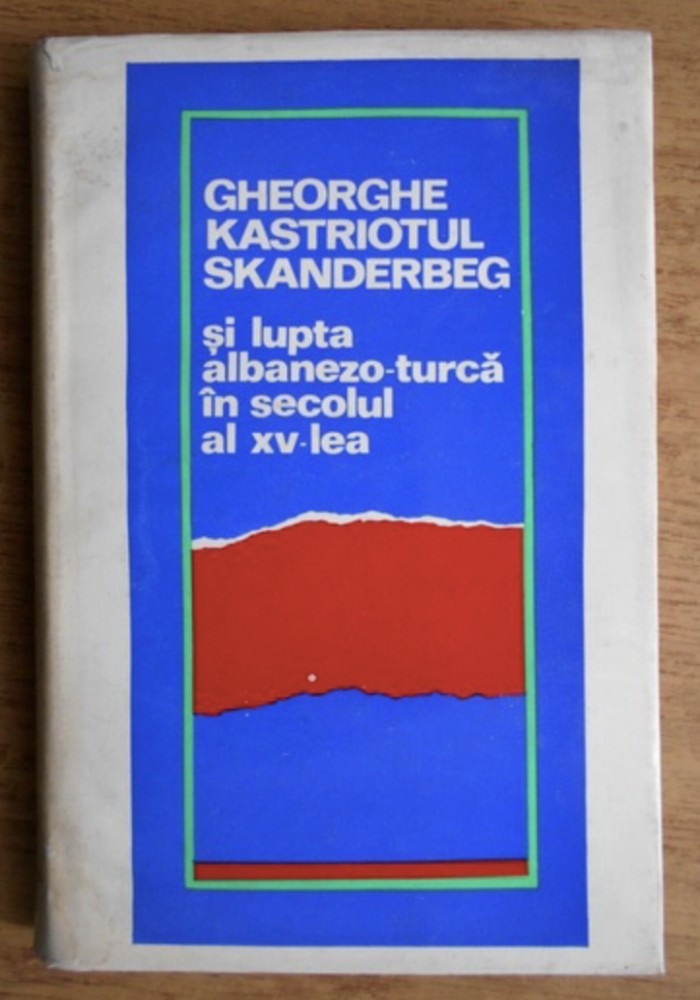 GHEORGHE
KASTRIOTUL
SKANDERBEG
și lupta
albanezo-turcă
în secolul
al xv-lea